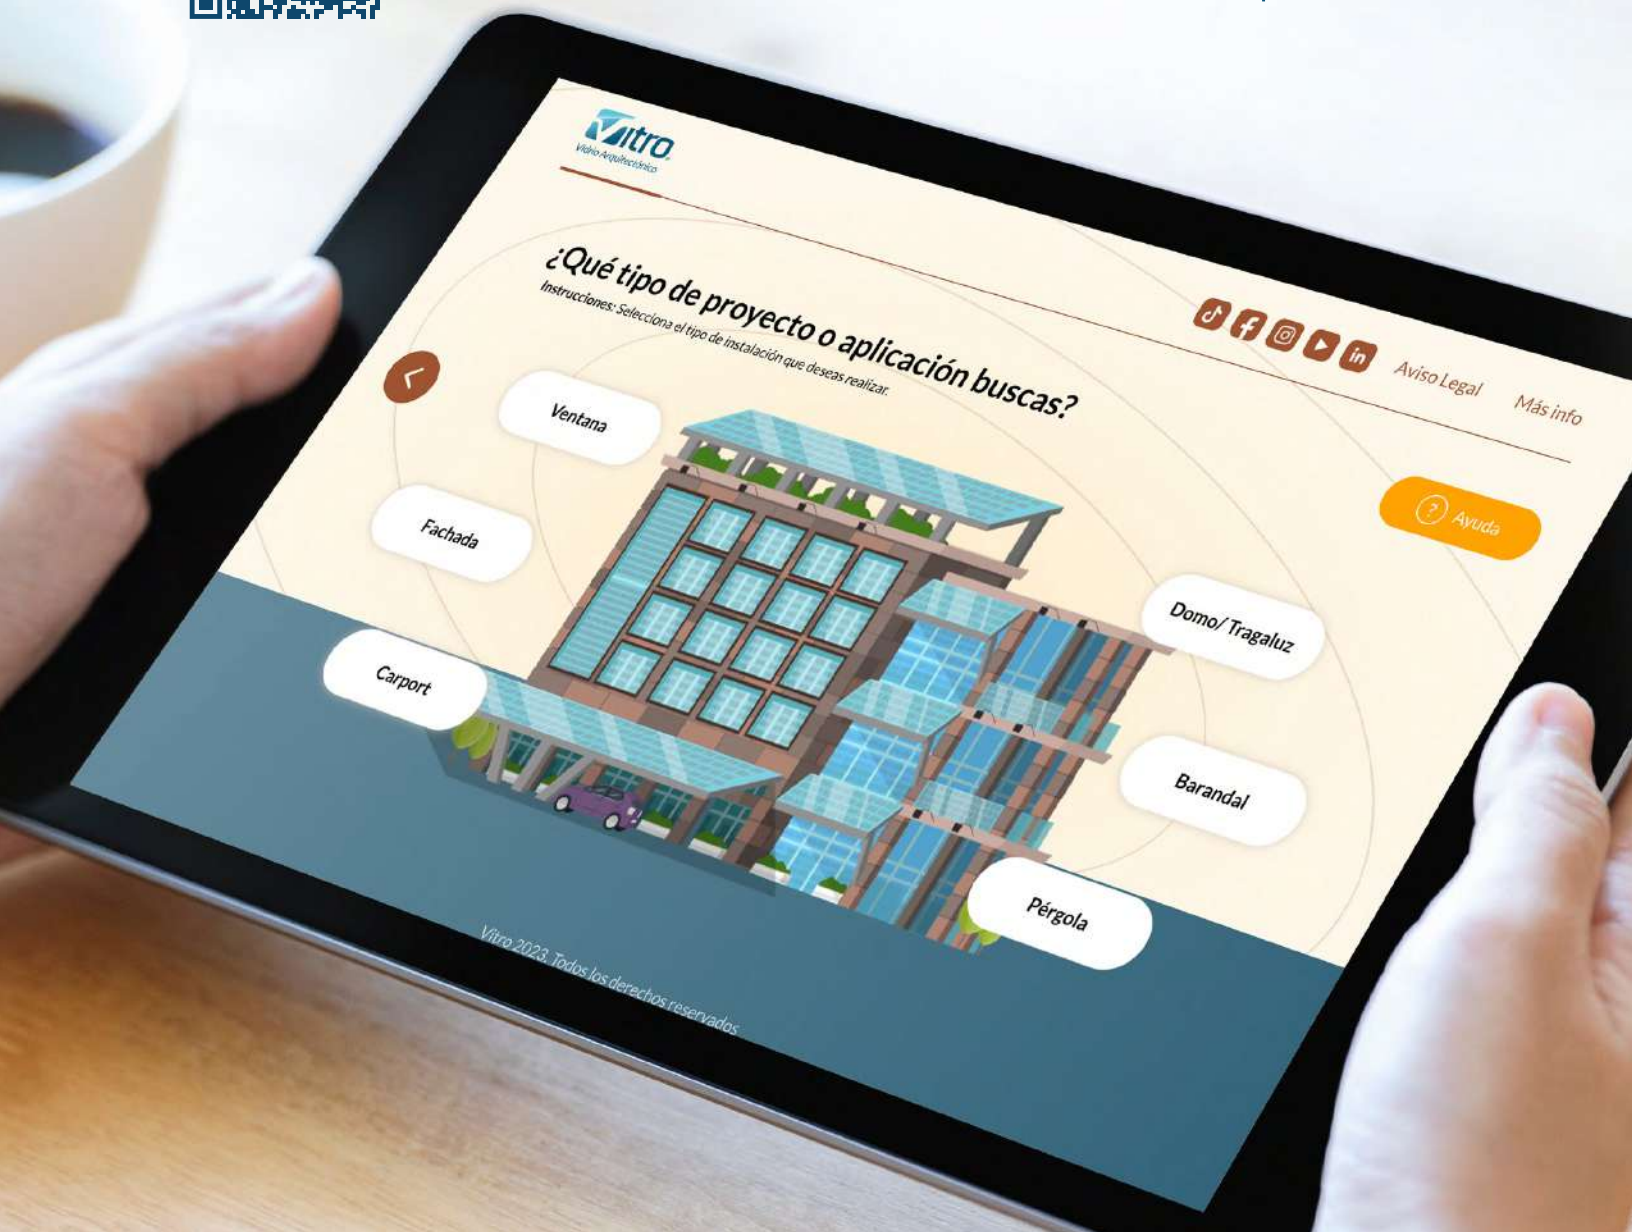 Vitro
Vidrio Arquitectónico
Aviso Legal
Más info
¿Qué tipo de proyecto o aplicación buscas?
Instrucciones: Selecciona el tipo de instalación que deseas realizar.
? Ayuda
Ventana
Fachada
Carport
Domo/Tragaluz
Barandal
Pérgola
Vitro 2023. Todos los derechos reservados